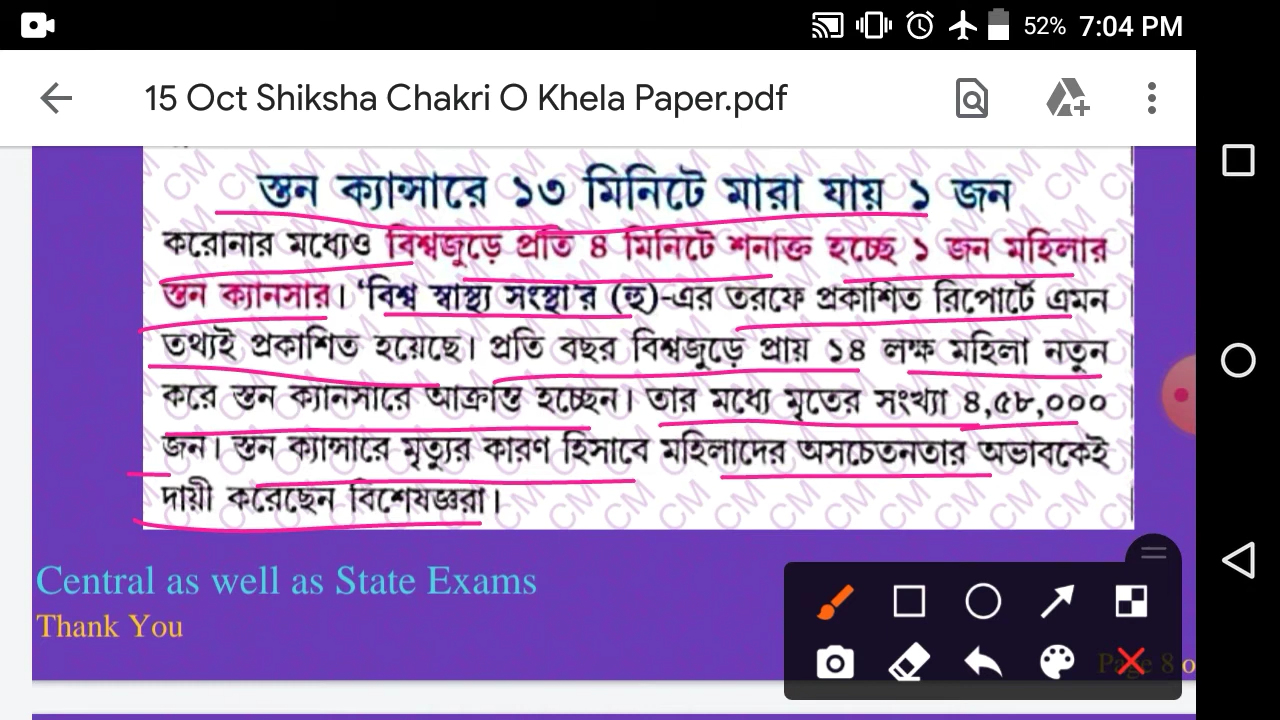 52% 7:04 PM
15 Oct Shiksha Chakri O Khela Paper.pdf
স্তন ক্যান্সারে ১৩ মিনিটে মারা যায় ১ জন
করোনার মধ্যেও বিশ্বজুড়ে প্রতি ৪ মিনিটে শনাক্ত হচ্ছে ১ জন মহিলার
স্তন ক্যানসার। ‘বিশ্ব স্বাস্থ্য সংস্থা’র (হু)-এর তরফে প্রকাশিত রিপোর্টে এমন
তথ্যই প্রকাশিত হয়েছে। প্রতি বছর বিশ্বজুড়ে প্রায় ১৪ লক্ষ মহিলা নতুন
করে স্তন ক্যানসারে আক্রান্ত হচ্ছেন। তার মধ্যে মৃতের সংখ্যা ৪,৫৮,০০০
জন। স্তন ক্যান্সারে মৃত্যুর কারণ হিসাবে মহিলাদের অসচেতনতার অভাবকেই
দায়ী করেছেন বিশেষজ্ঞরা।
Central as well as State Exams
Thank You
Page 8 o